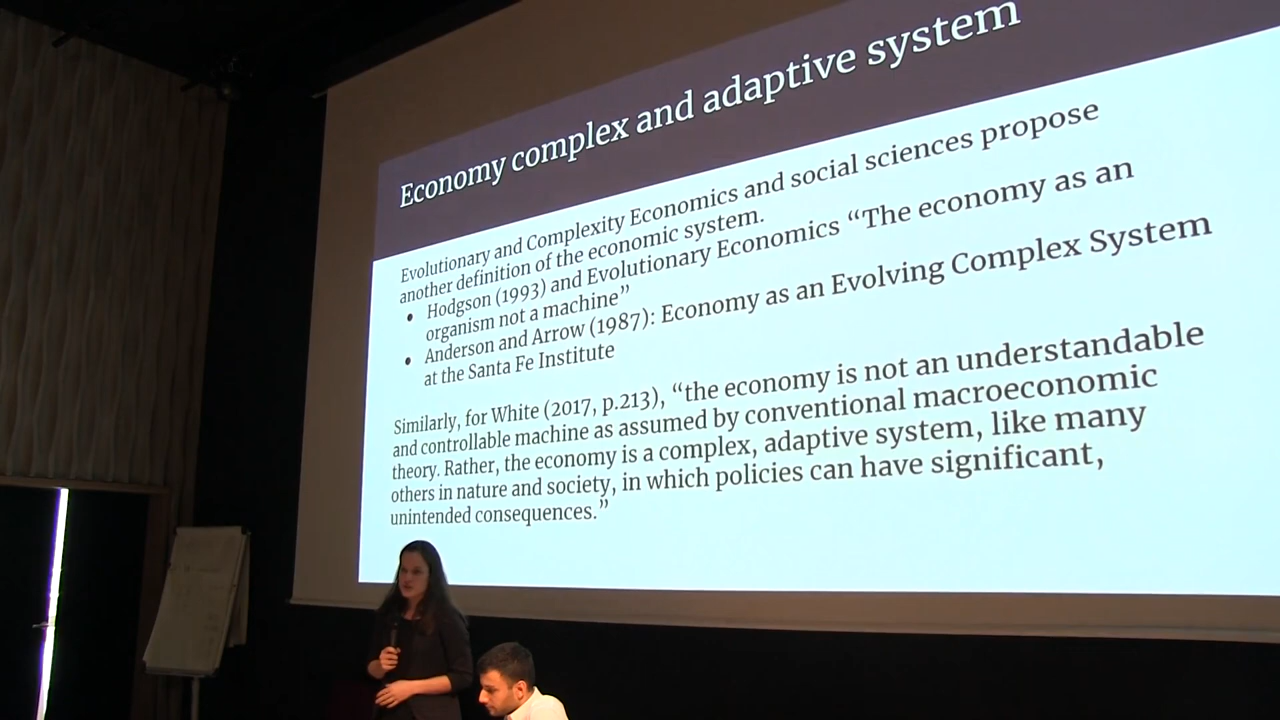 Economy complex and adaptive system
Evolutionary and Complexity Economics and social sciences propose
another definition of the economic system.
• Hodgson (1993) and Evolutionary Economics “The economy as an
organism not a machine”
• Anderson and Arrow (1987): Economy as an Evolving Complex System
at the Santa Fe Institute
Similarly, for White (2017, p.213), “the economy is not an understandable
and controllable machine as assumed by conventional macroeconomic
theory. Rather, the economy is a complex, adaptive system, like many
others in nature and society, in which policies can have significant,
unintended consequences.”